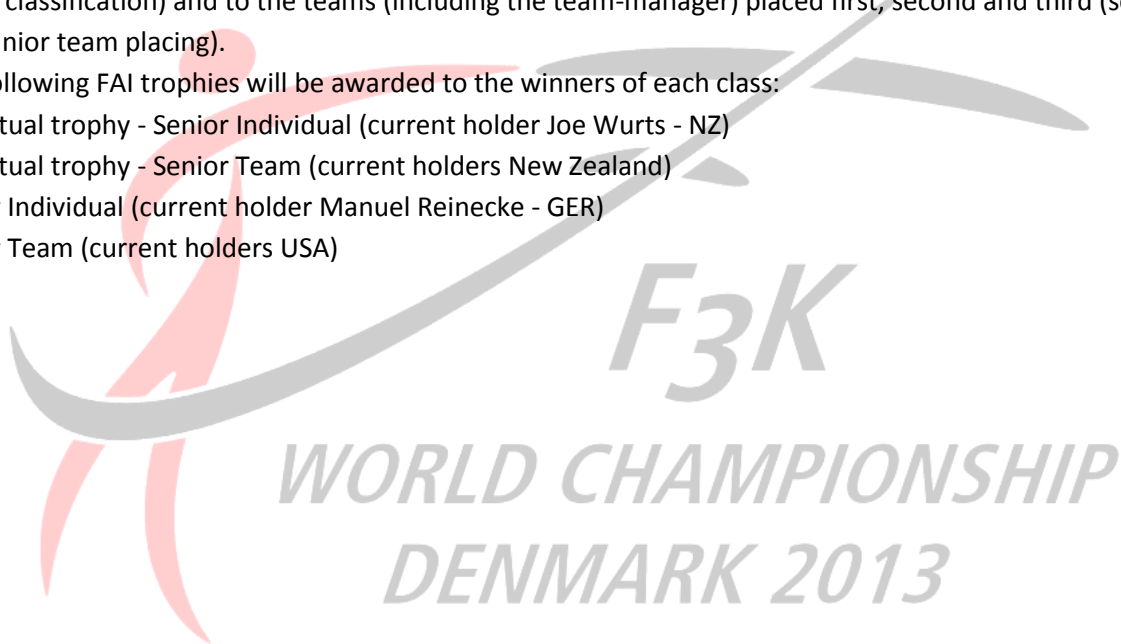 classification) and to the teams (including the team-manager) placed first, second and third
nior team placing).
ollowing FAI trophies will be awarded to the winners of each class:
tual trophy - Senior Individual (current holder Joe Wurts - NZ)
tual trophy - Senior Team (current holders New Zealand)
Individual (current holder Manuel Reinecke - GER)
Team (current holders USA)
F3K
WORLD CHAMPIONSHIP
DENMARK 2013